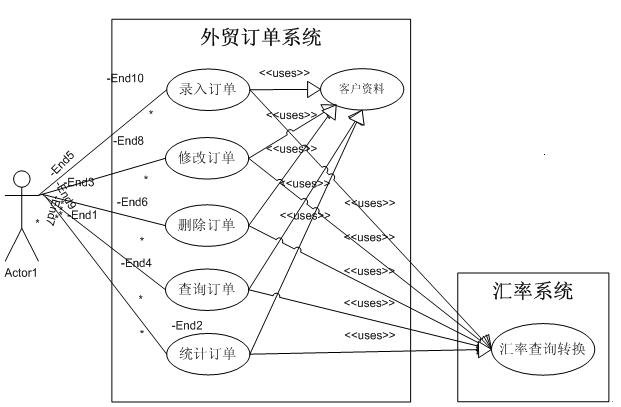 外贸订单系统
-End10
录入订单
<<uses>>
客户资料
*
<<uses>>
-End8
修改订单
<<uses>>
-End5
*
<<uses>>
-End3
-End9
-End6
删除订单
<<uses>>
-End1
-End7
*
*
<<uses>>
*
Actor1
-End4
查询订单
<<uses>>
汇率系统
*
<<uses>>
-End2
统计订单
*
<<uses>>
汇率查询转换